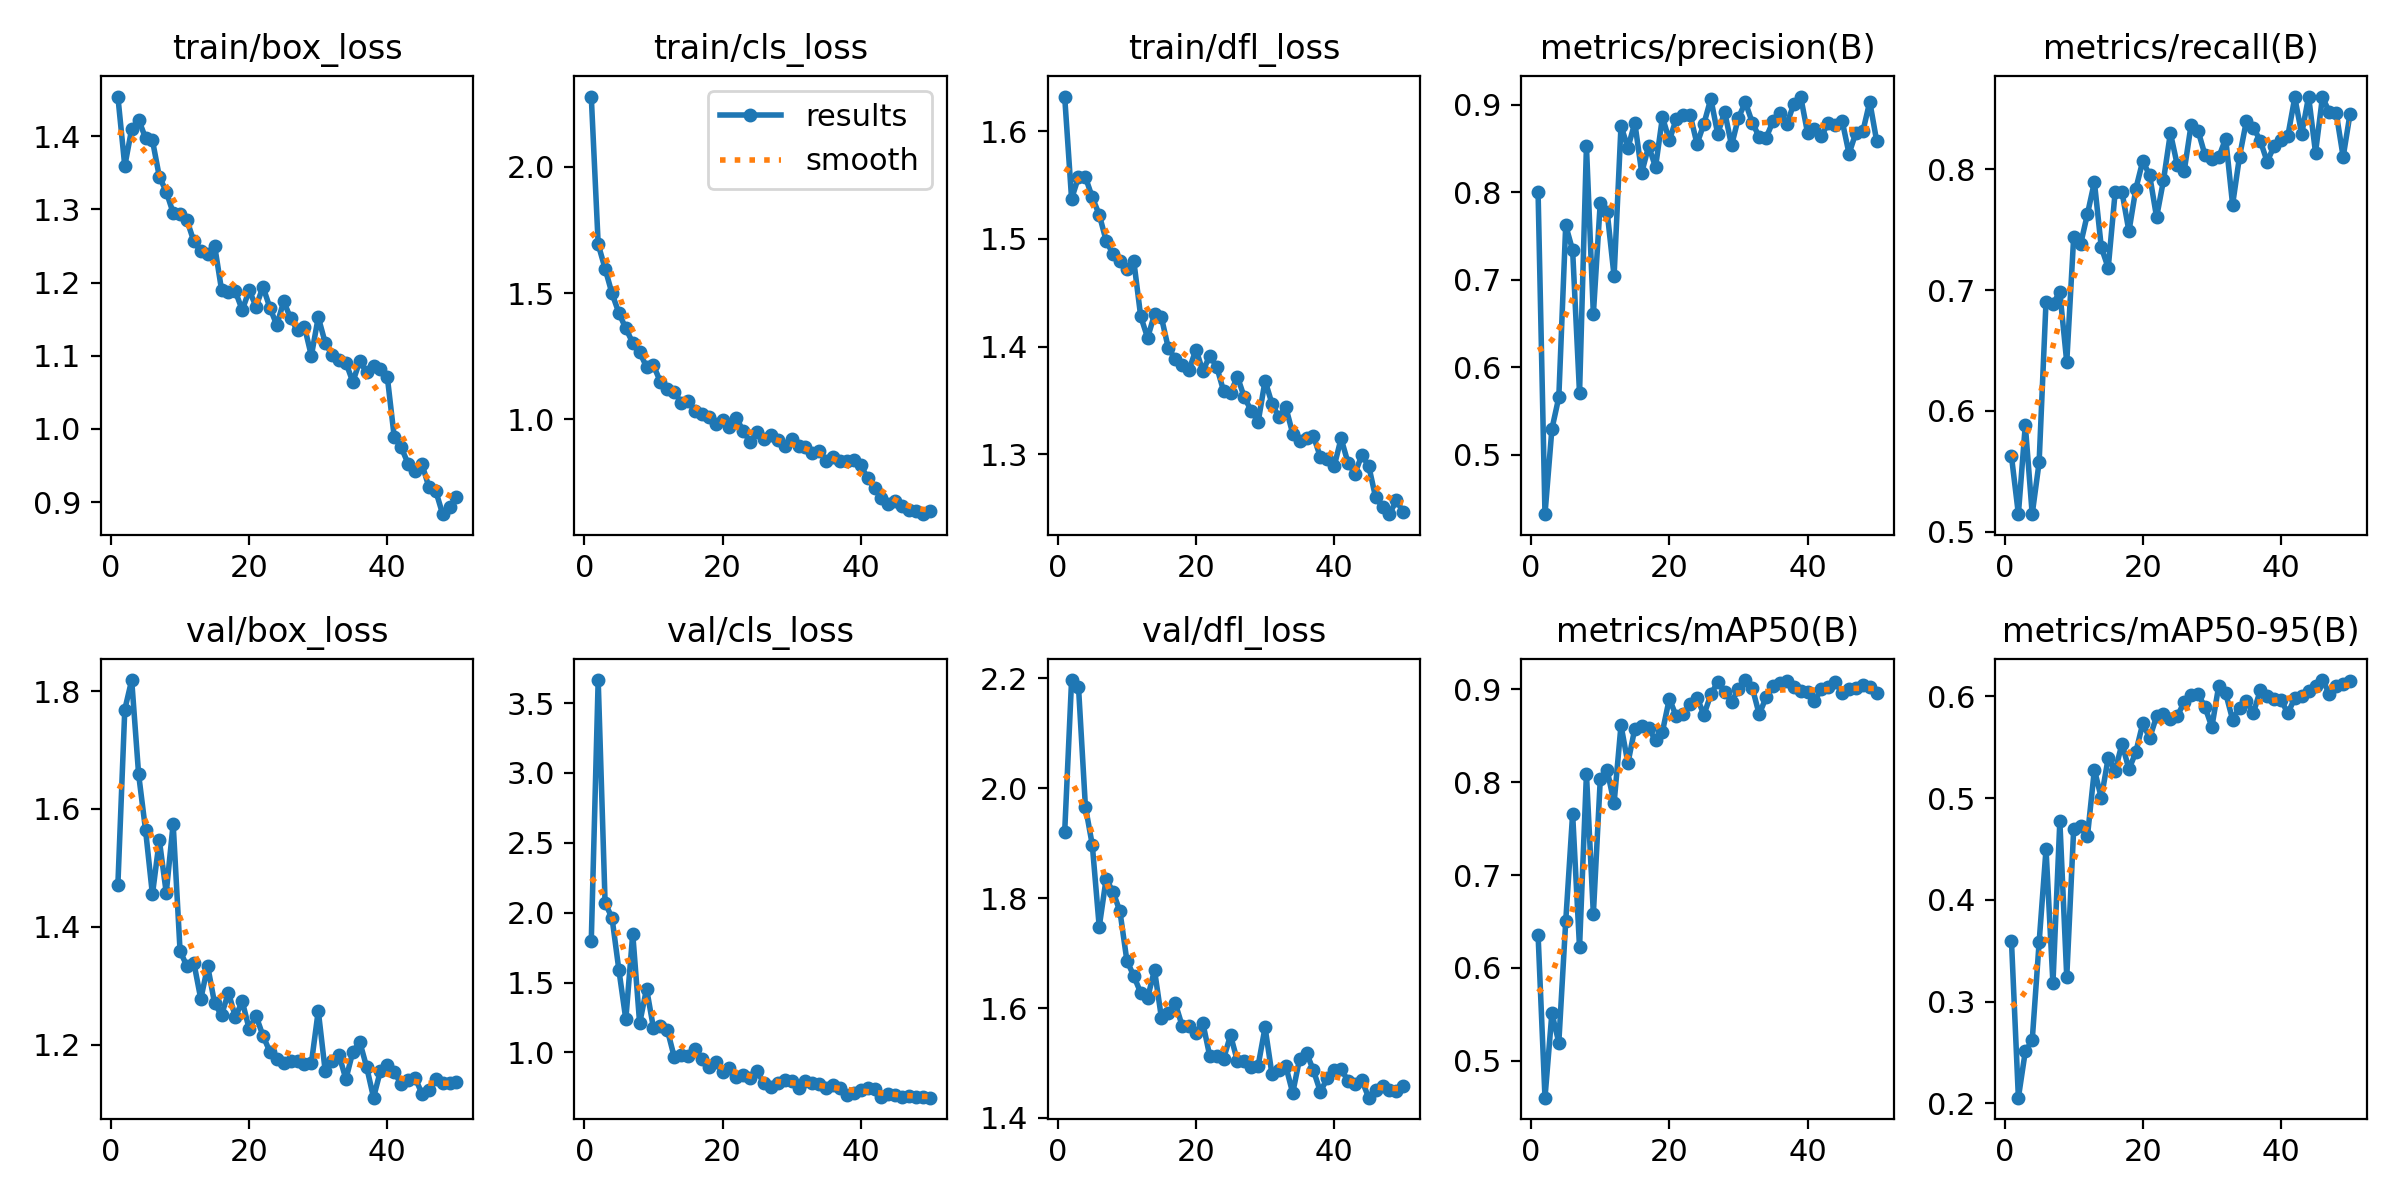 train/box_loss
1.4
1.3
1.2
1.1
1.0
0.9
0 20 40
train/cls_loss
results
smooth
2.0
1.5
1.0
0 20 40
train/dfl_loss
1.6
1.5
1.4
1.3
0 20 40
metrics/precision(B)
0.9
0.8
0.7
0.6
0.5
0 20 40
metrics/recall(B)
0.8
0.7
0.6
0.5
0 20 40
val/box_loss
1.8
1.6
1.4
1.2
0 20 40
val/cls_loss
3.5
3.0
2.5
2.0
1.5
1.0
0 20 40
val/dfl_loss
2.2
2.0
1.8
1.6
1.4
0 20 40
metrics/mAP50(B)
0.9
0.8
0.7
0.6
0.5
0 20 40
metrics/mAP50-95(B)
0.6
0.5
0.4
0.3
0.2
0 20 40